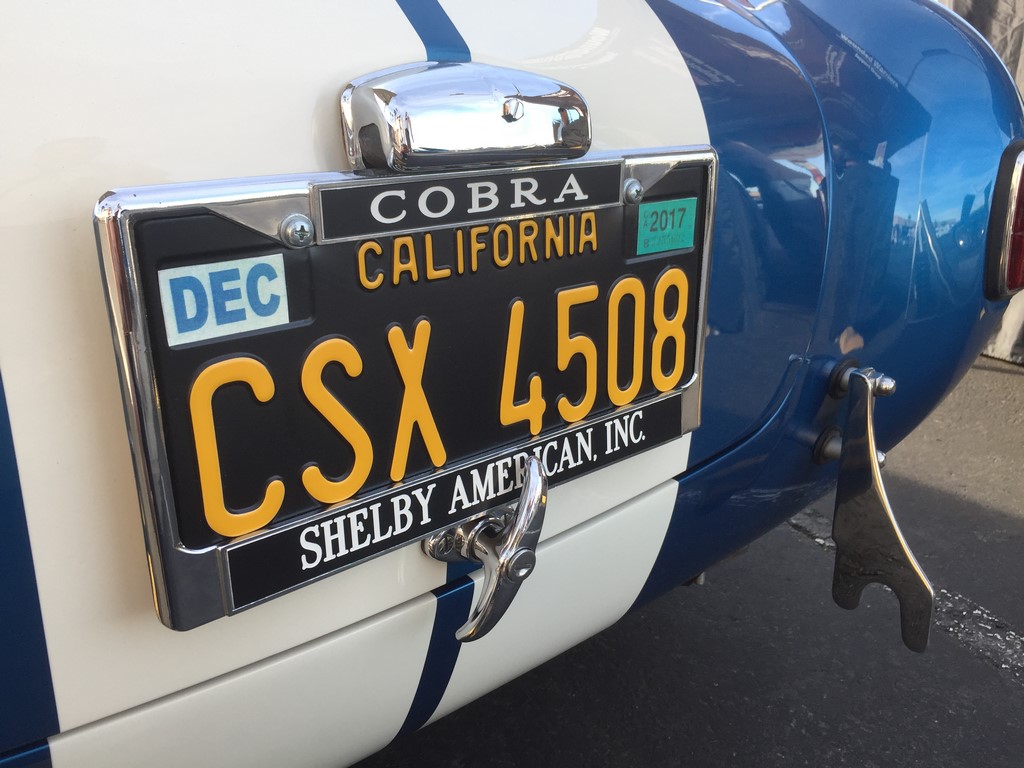 COBRA
CALIFORNIA
DEC
2017
CSX 4508
SHELBY AMERICAN, INC.